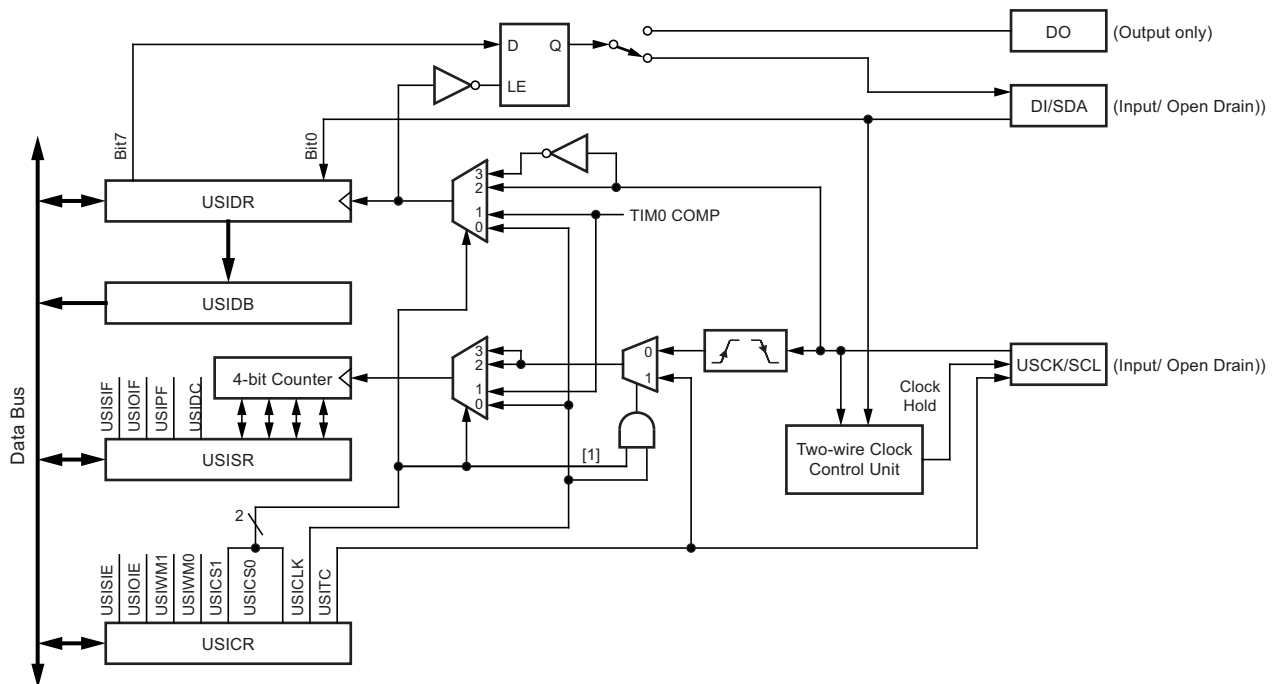 DO
(Output only)
D
Q
LE
DI/SDA
(Input/ Open Drain))
Bit7
Bit0
3
2
1
0
USIDR
TIM0 COMP
USIDB
3
2
1
0
0
1
4-bit Counter
USCK/SCL
(Input/ Open Drain))
Clock
Hold
USISIF
USIOIF
USIPF
USIDC
Data Bus
[1]
Two-wire Clock
Control Unit
USISR
2
USISIE
USIOIE
USIWM1
USIWM0
USICS1
USICS0
USICLK
USITC
USICR